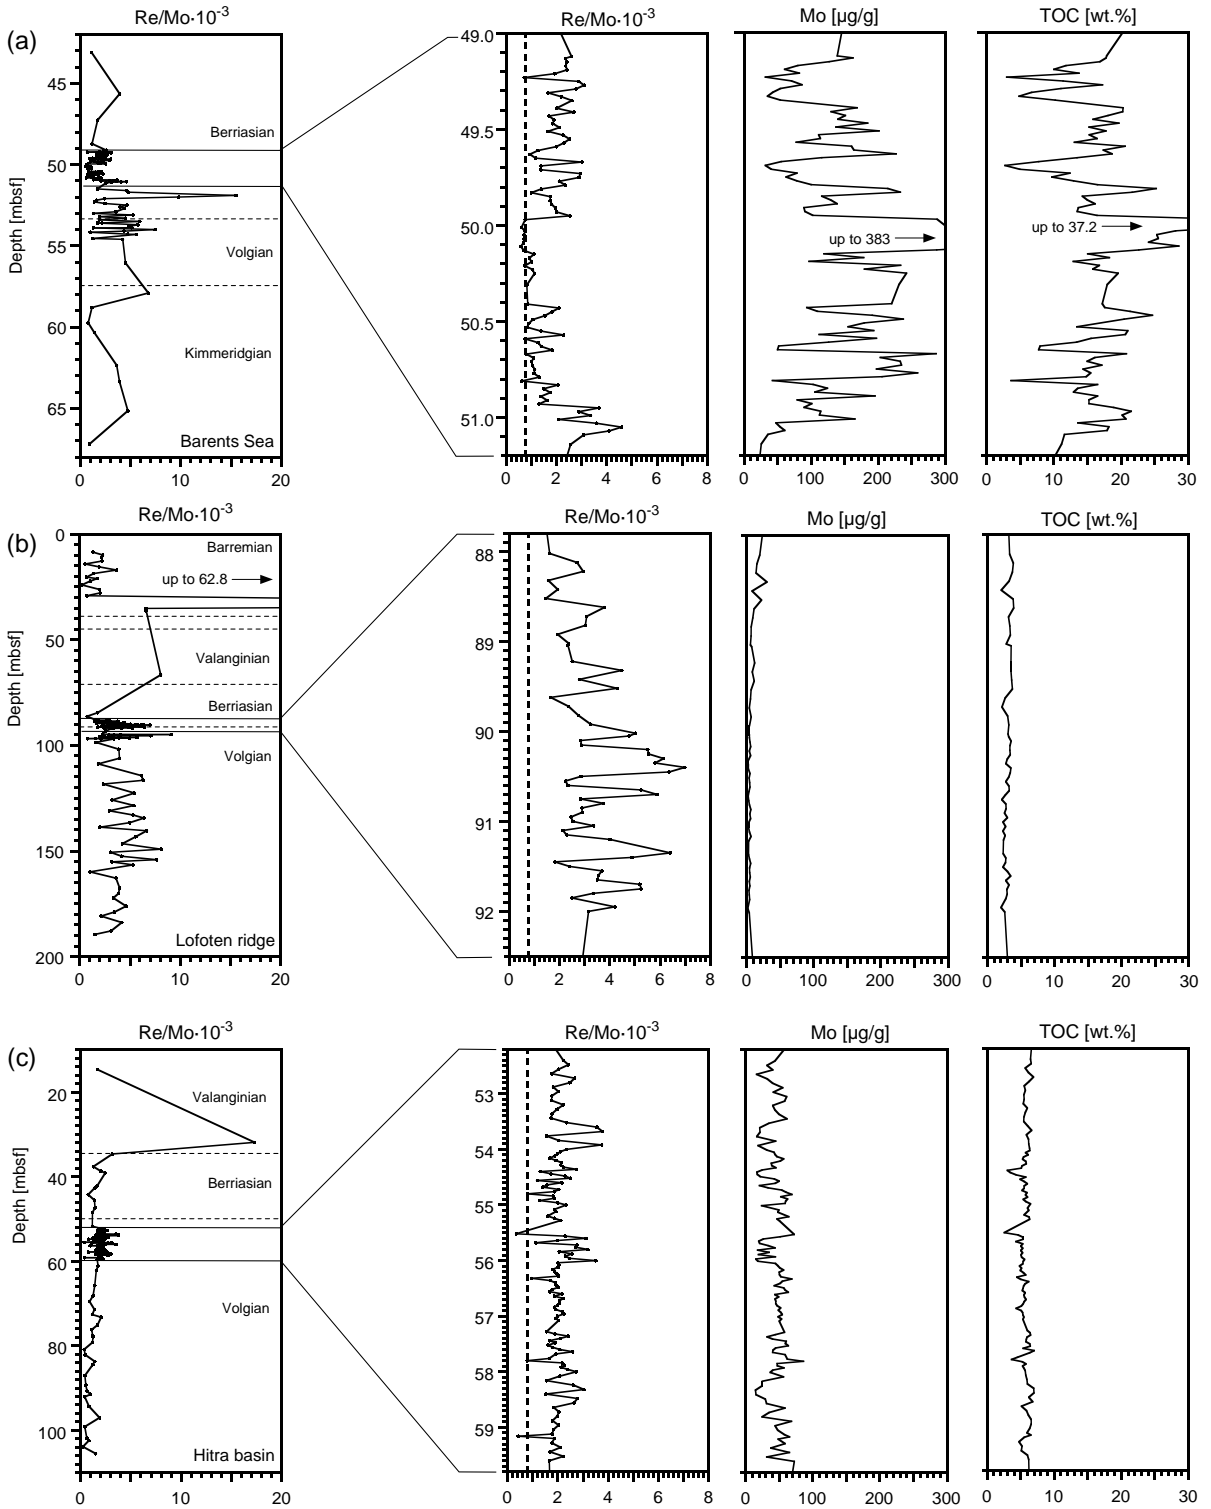 Re/Mo·10⁻³ Re/Mo·10⁻³ Mo [µg/g] TOC [wt.%]
(a)
Depth [mbsf]
45
50
55
60
65
0 10 20
Berriasian
Volgian
Kimmeridgian
Barents Sea
49.0
49.5
50.0
50.5
51.0
0 2 4 6 8
up to 383
0 100 200 300
up to 37.2
0 10 20 30
Re/Mo·10⁻³ Re/Mo·10⁻³ Mo [µg/g] TOC [wt.%]
(b)
Depth [mbsf]
0
50
100
150
200
0 10 20
Barremian
up to 62.8
Valanginian
Berriasian
Volgian
Lofoten ridge
88
89
90
91
92
0 2 4 6 8
0 100 200 300
0 10 20 30
Re/Mo·10⁻³ Re/Mo·10⁻³ Mo [µg/g] TOC [wt.%]
(c)
Depth [mbsf]
20
40
60
80
100
0 10 20
Valanginian
Berriasian
Volgian
Hitra basin
53
54
55
56
57
58
59
0 2 4 6 8
0 100 200 300
0 10 20 30